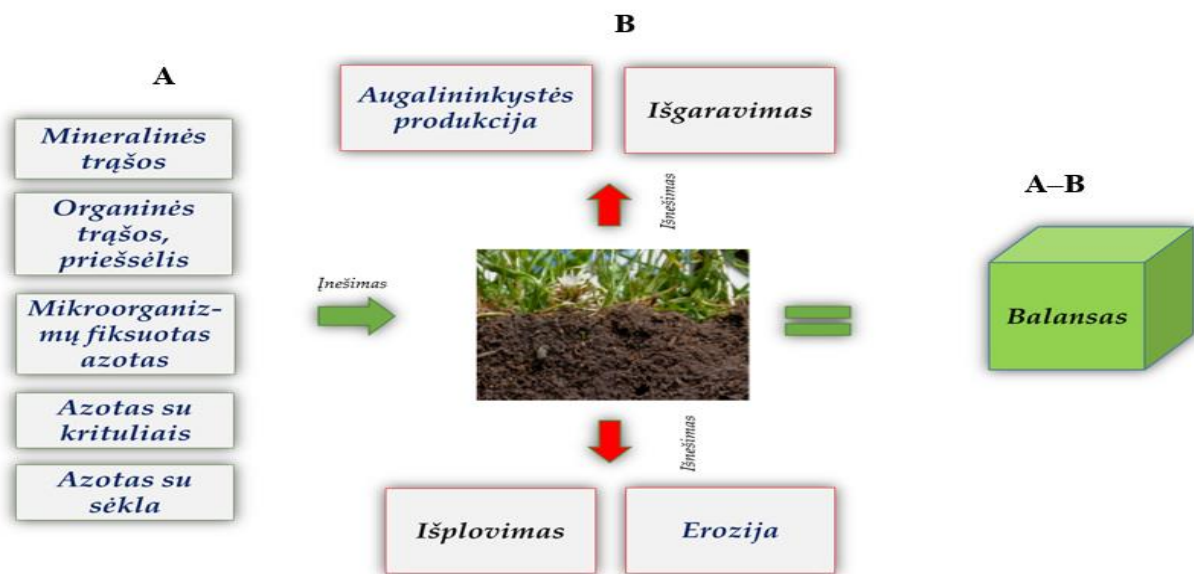 B
A
Augalininkystės
produkcija
Išgaravimas
Mineralinės
trąšos
Organinės
trąšos,
priešsėlis
Mikroorganiz-
mų fiksuotas
azotas
Azotas su
krituliais
Azotas su
sėkla
Įnešimas
Išnešimas
Išnešimas
Išplovimas
Erozija
A–B
Balansas